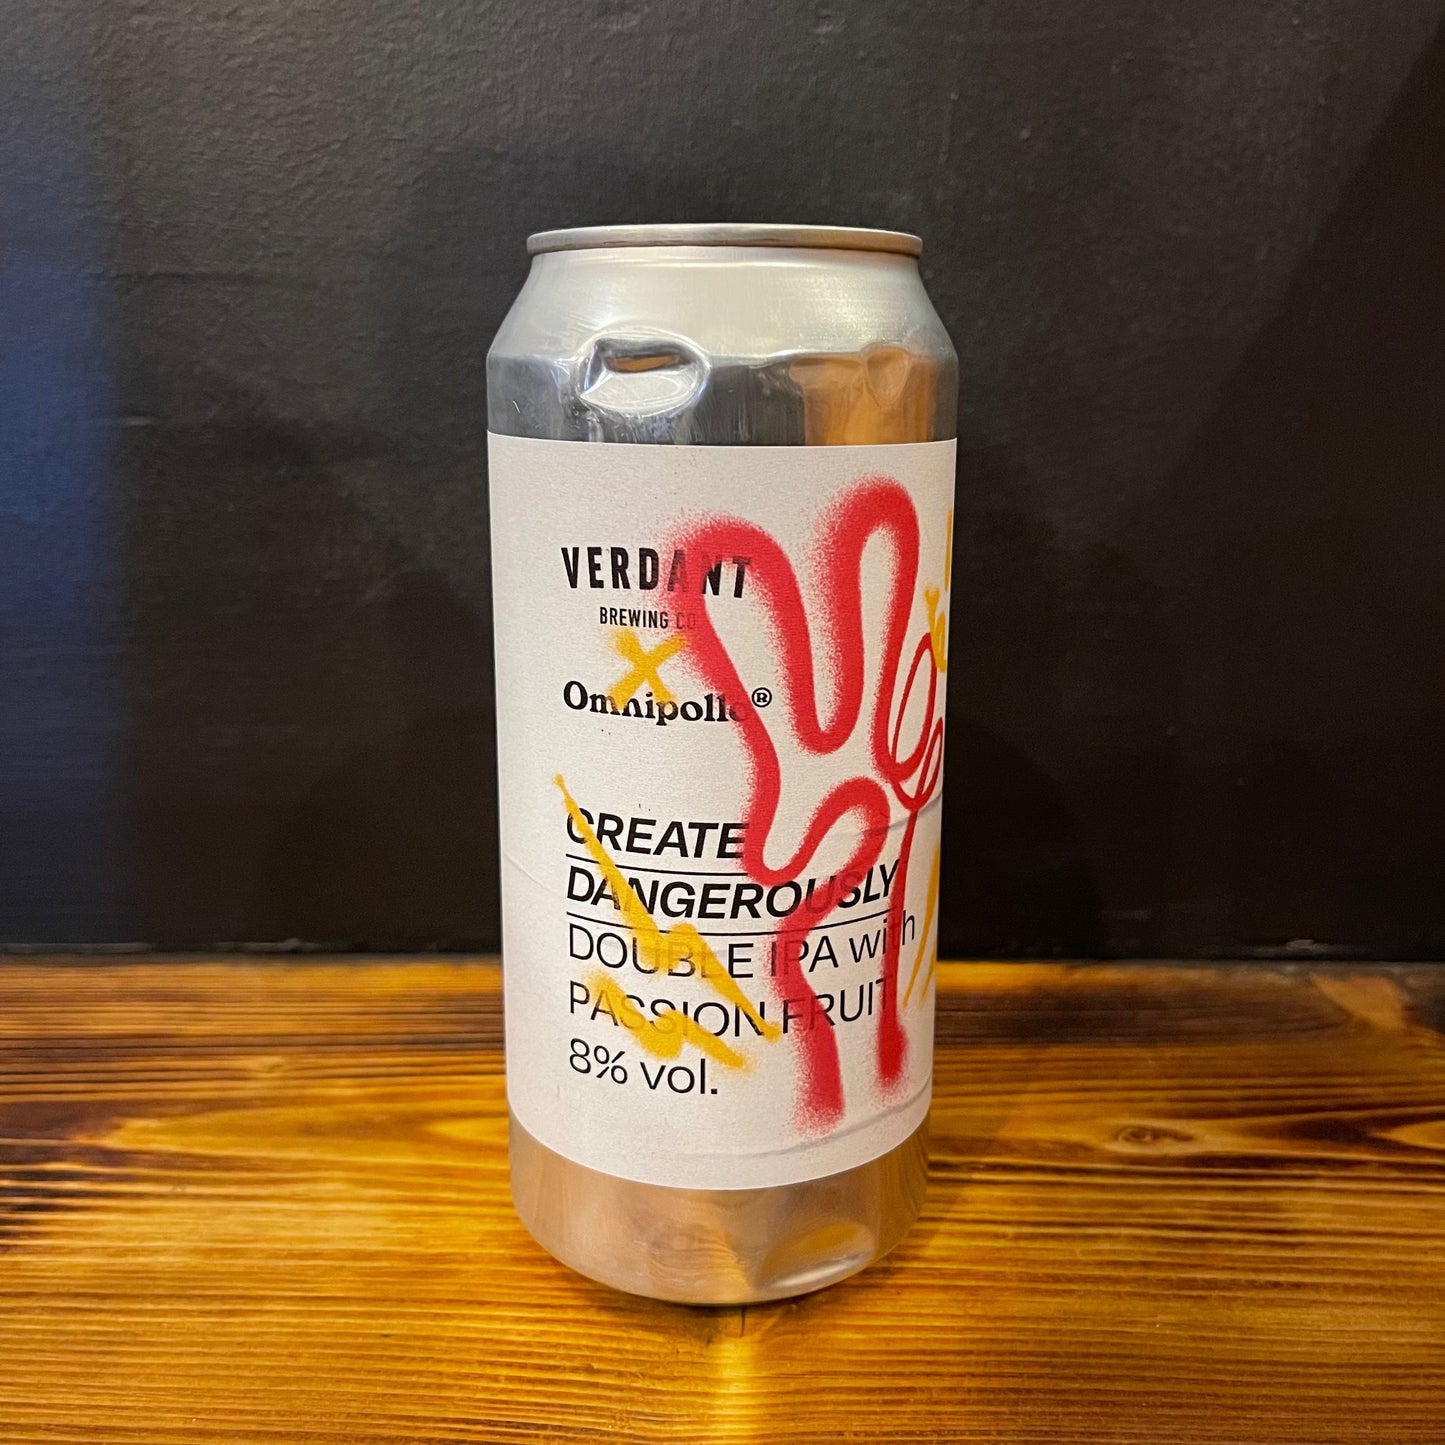 VERDANT
BREWING CO
X
Omnipollo®
CREATE
DANGEROUSLY
DOUBLE IPA with
PASSION FRUIT
8% vol.